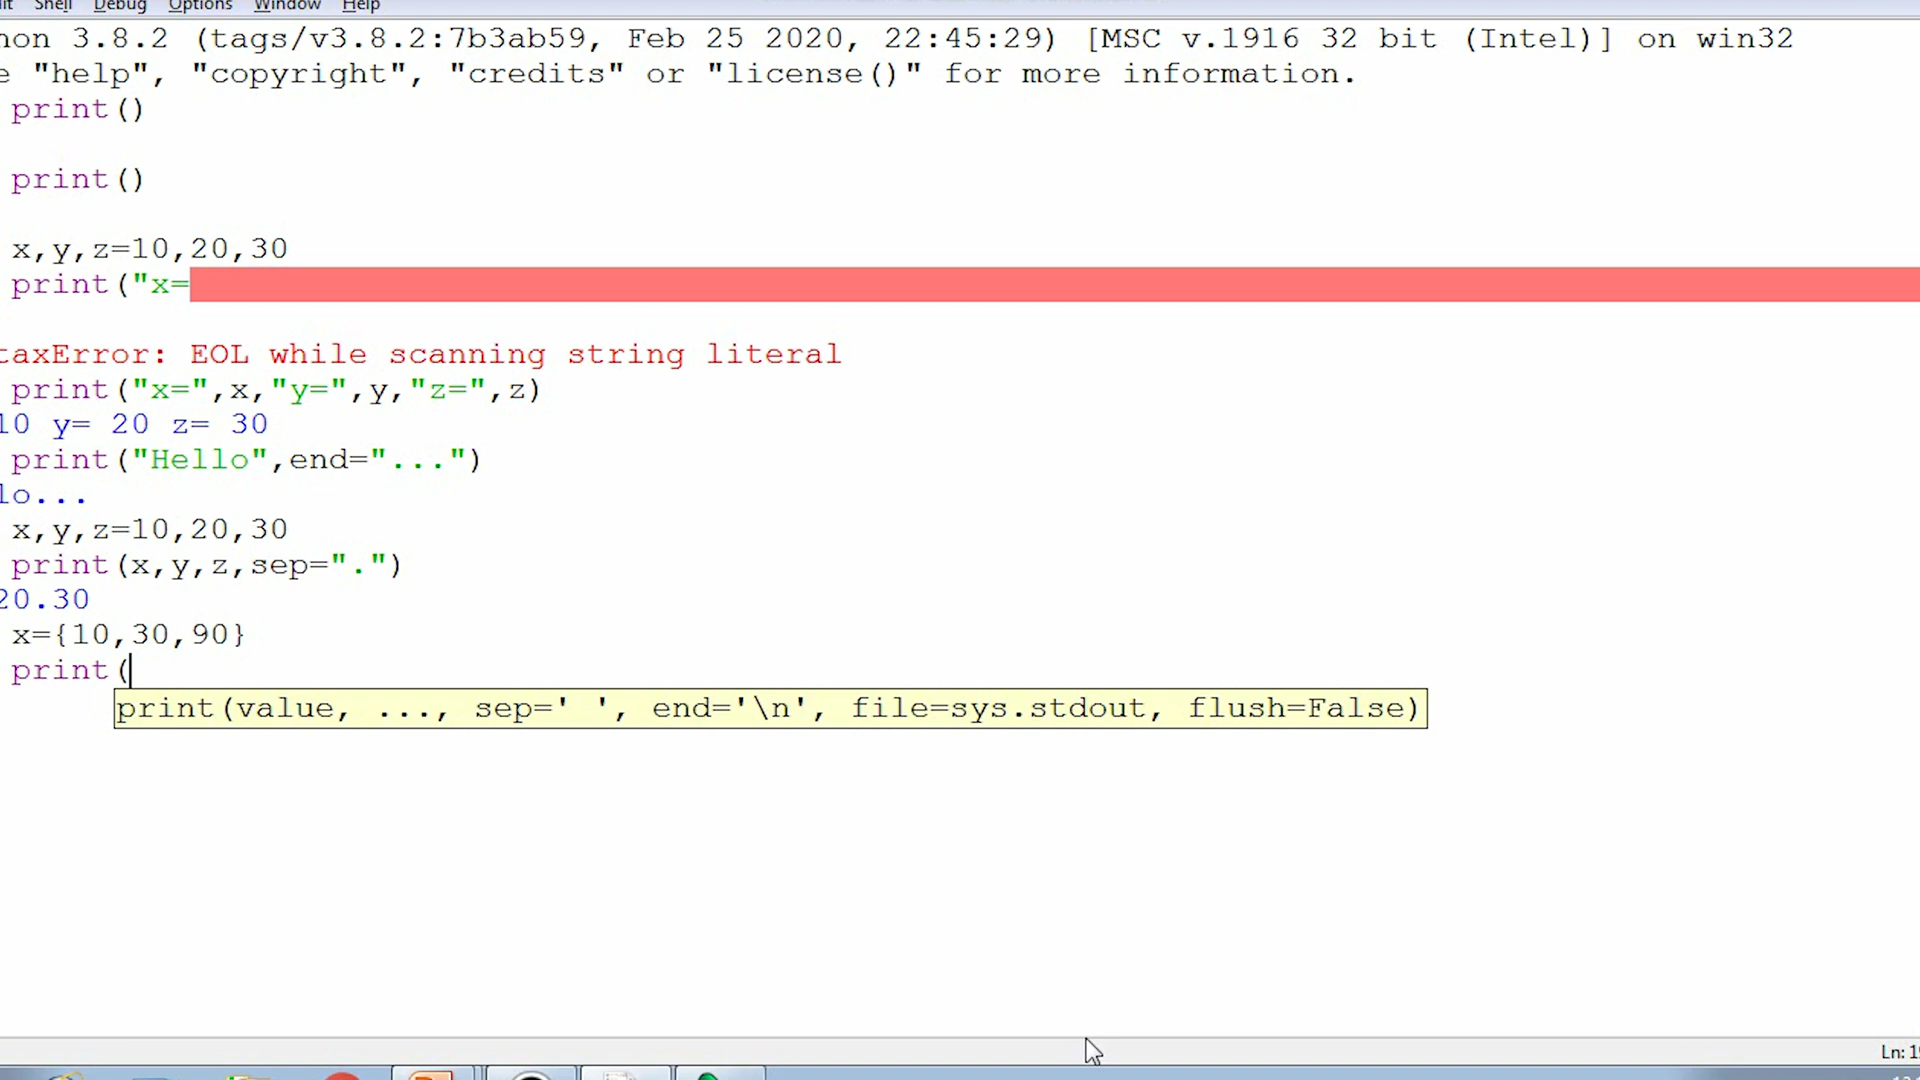 Shell Debug Options Window Help
3.8.2 (tags/v3.8.2:7b3ab59, Feb 25 2020, 22:45:29) [MSC v.1916 32 bit (Intel)] on win32
"help", "copyright", "credits" or "license()" for more information.
print()
print()
x,y,z=10,20,30
print("x=
taxError: EOL while scanning string literal
print("x=",x,"y=",y,"z=",z)
10 y= 20 z= 30
print("Hello",end="...")
lo...
x,y,z=10,20,30
print(x,y,z,sep=".")
20.30
x={10,30,90}
print(
print(value, ..., sep=' ', end='\n', file=sys.stdout, flush=False)
Ln: